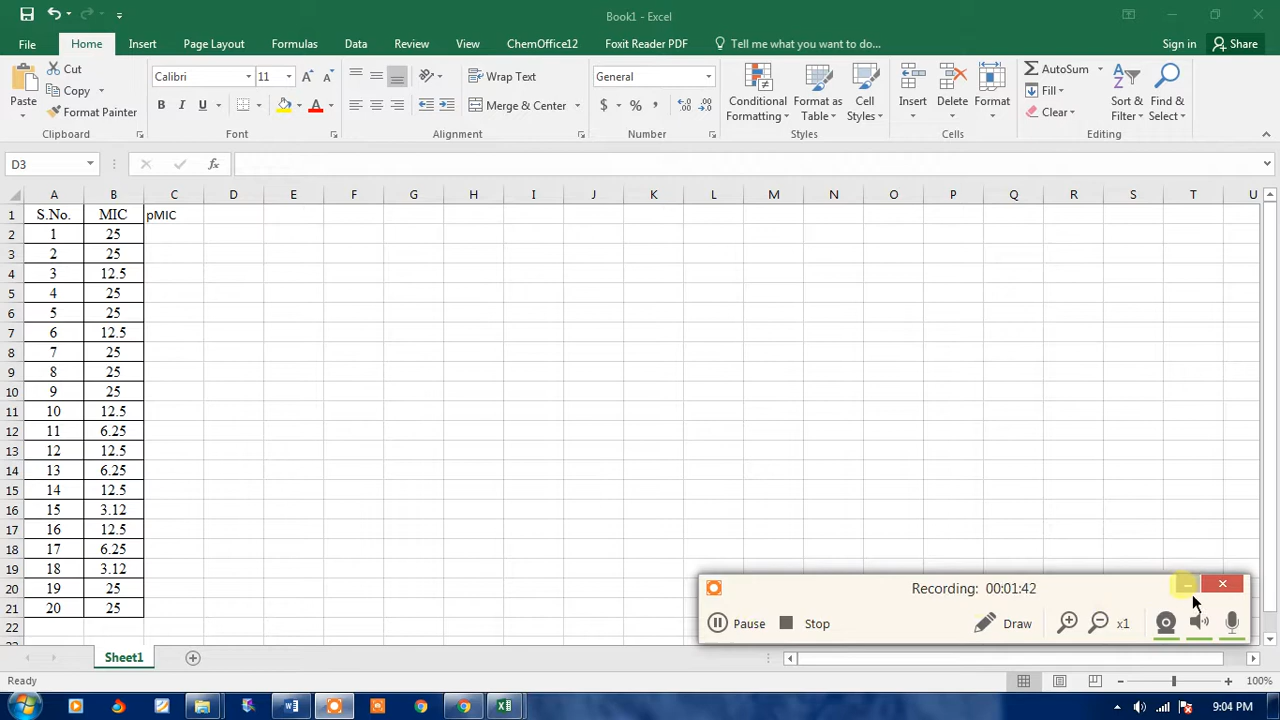 Book1 - Excel
File Home Insert Page Layout Formulas Data Review View ChemOffice12 Foxit Reader PDF Tell me what you want to do... Sign in Share
Paste Cut Calibri 11 Wrap Text General Conditional Formatting Format as Table Cell Styles Insert Delete Format AutoSum Sort & Filter Find & Select
Copy B I U A Merge & Center $ % , Fill
Format Painter Clear
Clipboard Font Alignment Number Styles Cells Editing
D3 fx
A B C D E F G H I J K L M N O P Q R S T U
1 S.No. MIC pMIC
2 1 25
3 2 25
4 3 12.5
5 4 25
6 5 25
7 6 12.5
8 7 25
9 8 25
10 9 25
11 10 12.5
12 11 6.25
13 12 12.5
14 13 6.25
15 14 12.5
16 15 3.12
17 16 12.5
18 17 6.25
19 18 3.12
20 19 25
21 20 25
22
Recording: 00:01:42
Pause Stop Draw x1
Sheet1
Ready 100%
9:04 PM